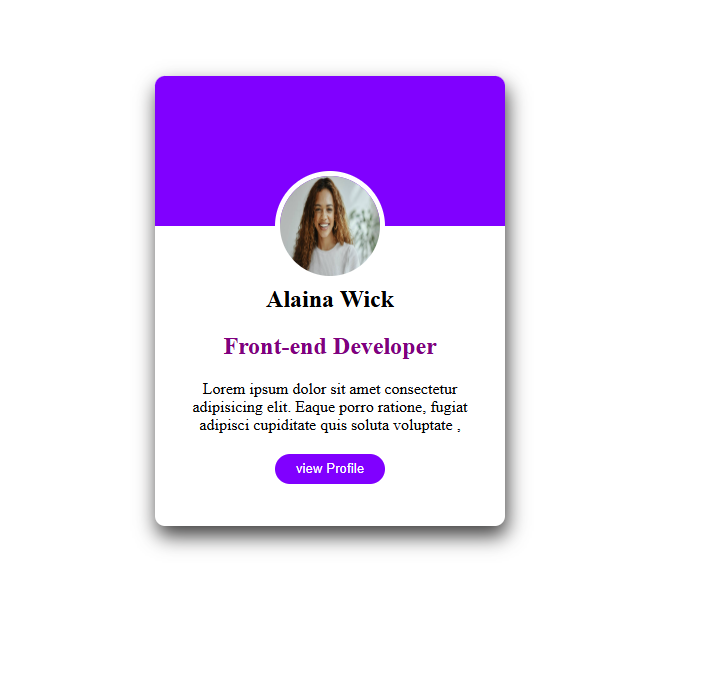 Alaina Wick
Front-end Developer
Lorem ipsum dolor sit amet consectetur
adipisicing elit. Eaque porro ratione, fugiat
adipisci cupiditate quis soluta voluptate ,
view Profile